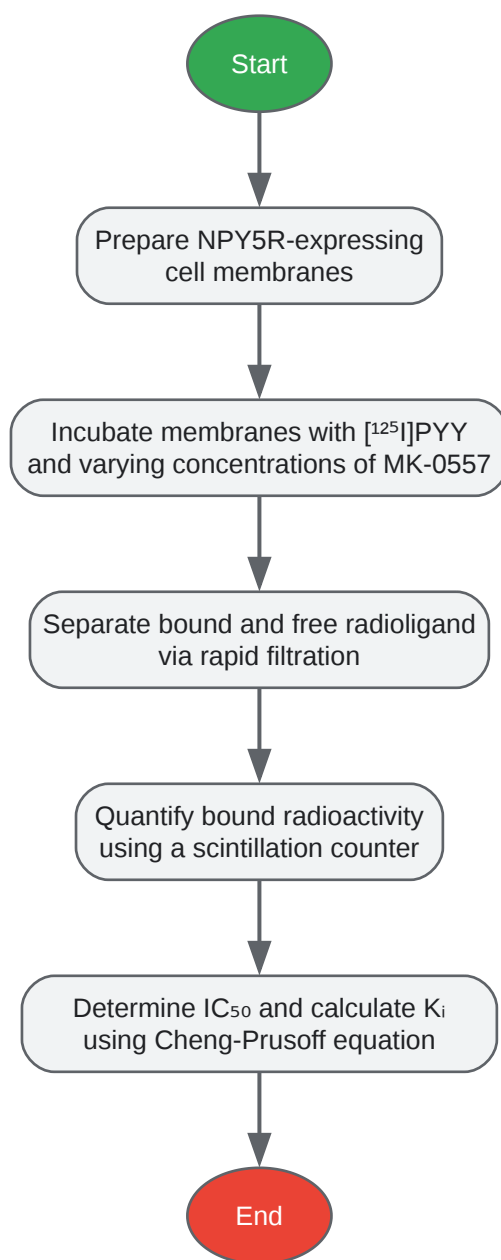 Start
Prepare NPY5R-expressing
cell membranes
Incubate membranes with [¹²⁵I]PYY
and varying concentrations of MK-0557
Separate bound and free radioligand
via rapid filtration
Quantify bound radioactivity
using a scintillation counter
Determine IC₅₀ and calculate Kᵢ
using Cheng-Prusoff equation
End